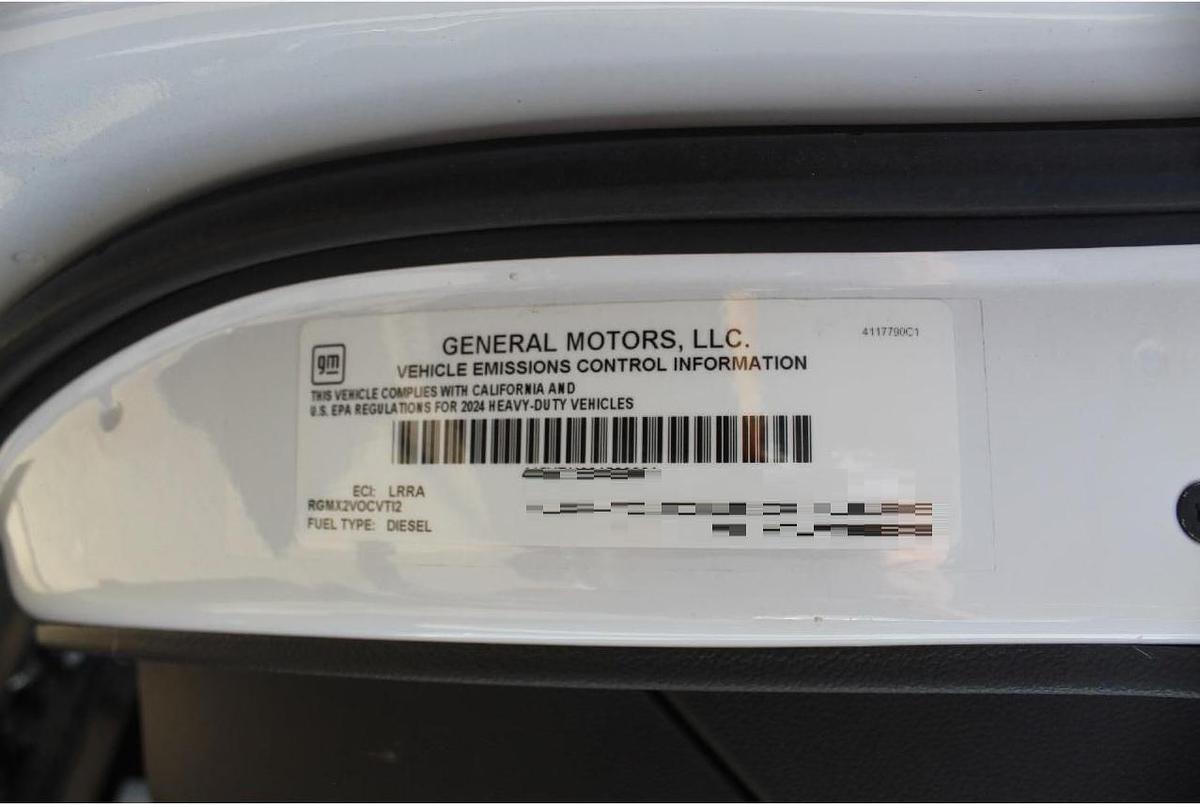 gm
GENERAL MOTORS, LLC.
4117790C1
VEHICLE EMISSIONS CONTROL INFORMATION
THIS VEHICLE COMPLIES WITH CALIFORNIA AND
U.S. EPA REGULATIONS FOR 2024 HEAVY-DUTY VEHICLES
ECI: LRRA
RGMX2VOCVTI2
FUEL TYPE: DIESEL